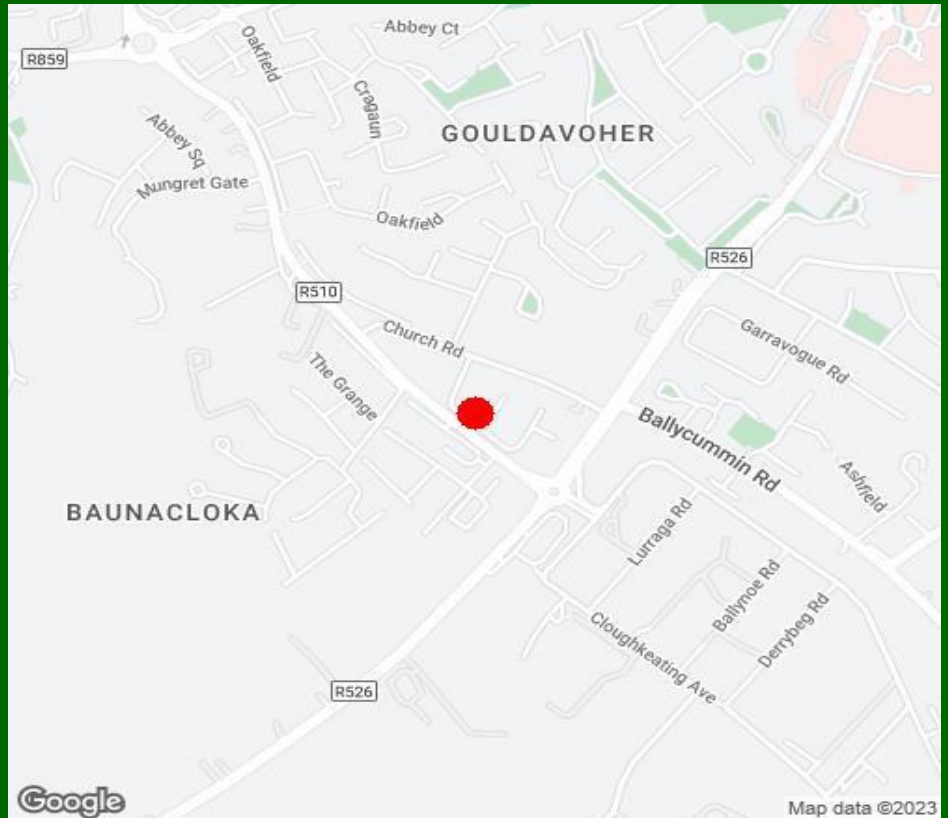 Abbey Ct
Oakfield
R859
Cragaun
Abbey Sq
GOULDAVOHER
Mungret Gate
Oakfield
R526
R510
Church Rd
Garravogue Rd
The Grange
Ballycummin Rd
Ashfield
BAUNACLOKA
Lurraga Rd
Ballynoe Rd
Derrybeg Rd
Cloughkeating Ave
R526
Google
Map data ©2023